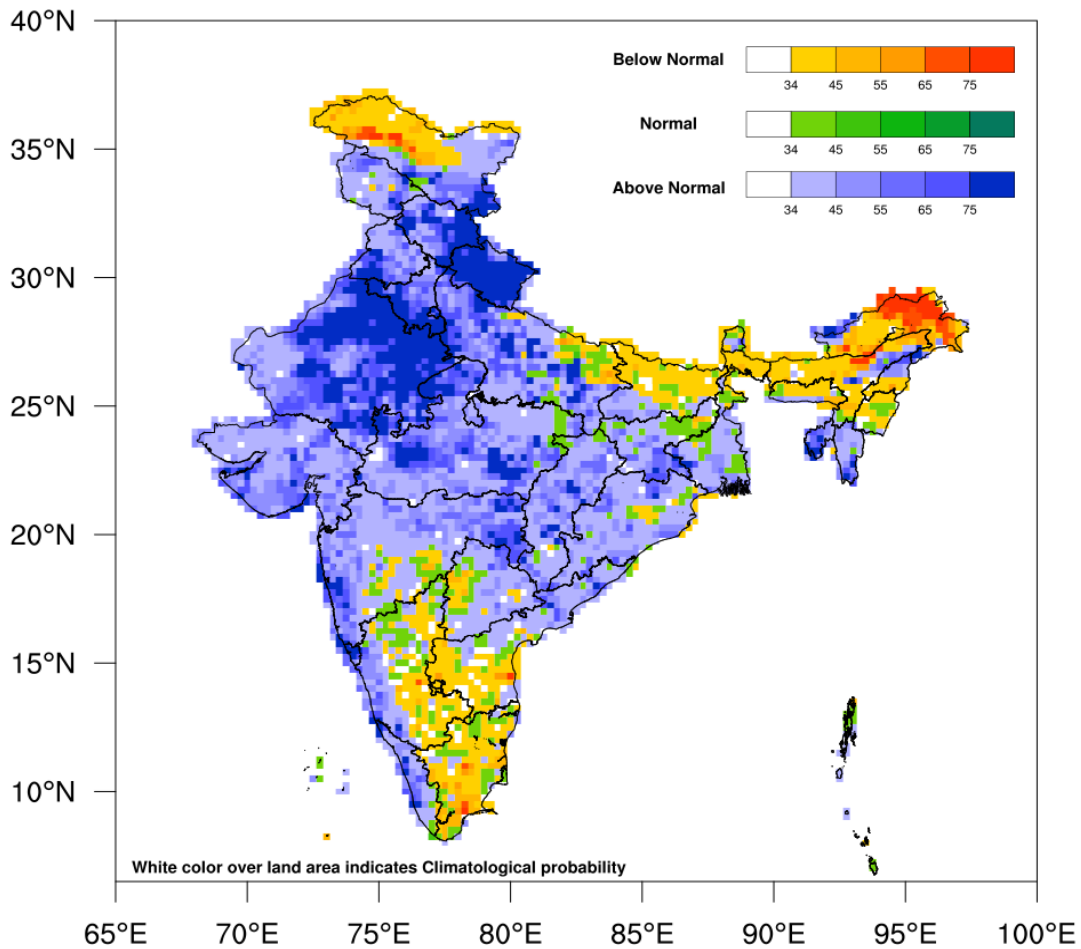 40°N
Below Normal
34 45 55 65 75
Normal
34 45 55 65 75
35°N
Above Normal
34 45 55 65 75
30°N
25°N
20°N
15°N
10°N
White color over land area indicates Climatological probability
65°E 70°E 75°E 80°E 85°E 90°E 95°E 100°E